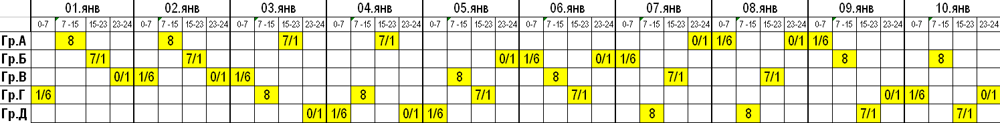 01.янв 02.янв 03.янв 04.янв 05.янв 06.янв 07.янв 08.янв 09.янв 10.янв
0-7 7 -15 15-23 23-24 0-7 7 -15 15-23 23-24 0-7 7 -15 15-23 23-24 0-7 7 -15 15-23 23-24 0-7 7 -15 15-23 23-24 0-7 7 -15 15-23 23-24 0-7 7 -15 15-23 23-24 0-7 7 -15 15-23 23-24 0-7 7 -15 15-23 23-24 0-7 7 -15 15-23 23-24
Гр.А 8 8 7/1 7/1 0/1 1/6 0/1 1/6
Гр.Б 7/1 7/1 0/1 1/6 0/1 1/6 8 8
Гр.В 0/1 1/6 0/1 1/6 8 8 7/1 7/1
Гр.Г 1/6 8 8 7/1 7/1 0/1 1/6 0/1
Гр.Д 0/1 1/6 0/1 1/6 8 8 7/1 7/1